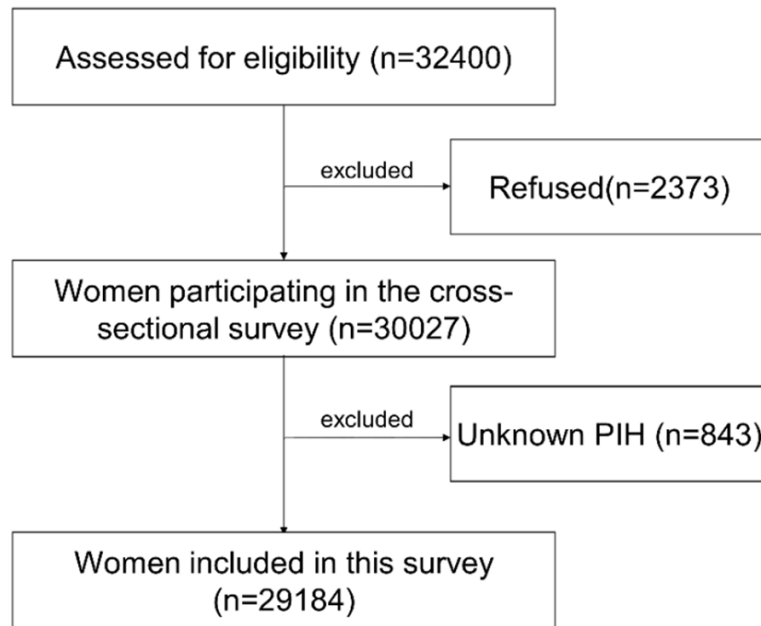 Assessed for eligibility (n=32400)
excluded
Refused(n=2373)
Women participating in the cross-
sectional survey (n=30027)
excluded
Unknown PIH (n=843)
Women included in this survey
(n=29184)